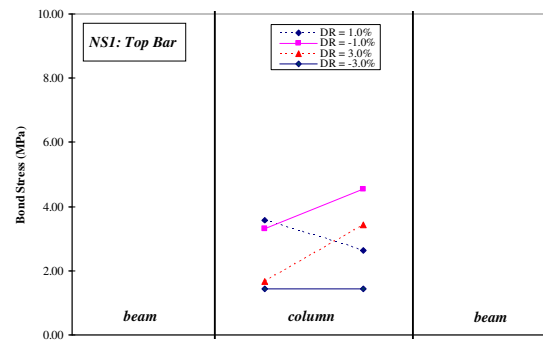 10.00
NS1: Top Bar
DR = 1.0%
DR = -1.0%
DR = 3.0%
DR = -3.0%
8.00
6.00
Bond Stress (MPa)
4.00
2.00
beam
column
beam
0.00